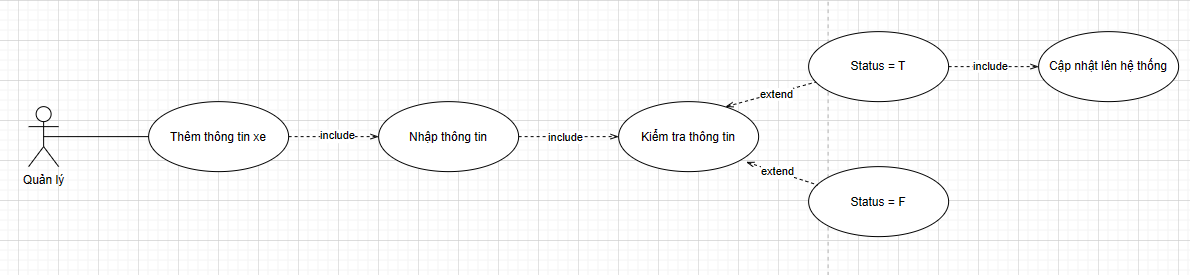 Quản lý
Thêm thông tin xe
include
Nhập thông tin
include
Kiểm tra thông tin
extend
Status = T
include
Cập nhật lên hệ thống
extend
Status = F